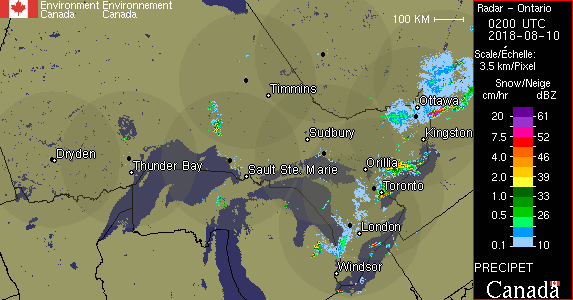 Environment Environnement
Canada Canada
100 KM
Timmins
Ottawa
Sudbury
Kingston
Dryden
Thunder Bay
Sault Ste. Marie
Orillia
Toronto
London
Windsor
Radar - Ontario
0200 UTC
2018-08-10
Scale/Échelle:
3.5 km/Pixel
Snow/Neige
cm/hr dBZ
20 61
7.5 52
4.0 46
2.0 39
1.0 33
0.5 26
0.1 10
PRECIPET
Canada